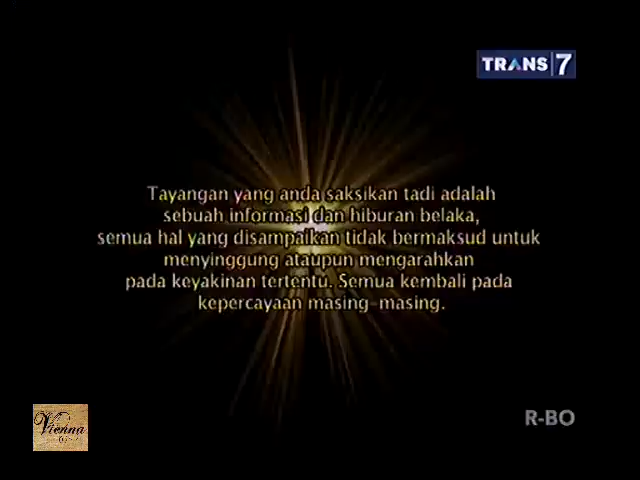 TRANS 7
Tayangan yang anda saksikan tadi adalah
sebuah informasi dan hiburan belaka,
semua hal yang disampaikan tidak bermaksud untuk
menyinggung ataupun mengarahkan
pada keyakinan tertentu. Semua kembali pada
kepercayaan masing-masing.
Vienna
R-BO